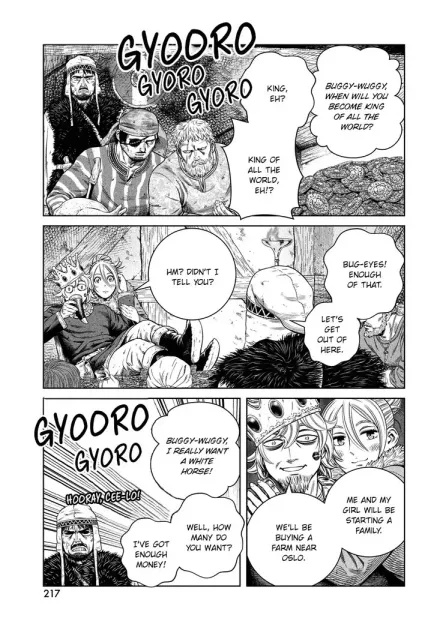 GYOORO
GYORO
GYORO
BUGGY-WUGGY,
WHEN WILL YOU
BECOME KING
OF ALL THE
WORLD?
KING,
EH?
KING OF
ALL THE
WORLD,
EH!?
BUG-EYES!
ENOUGH
OF THAT.
LET'S
GET
OUT OF
HERE.
HM? DIDN'T
I TELL
YOU?
ME AND MY
GIRL WILL BE
STARTING A
FAMILY.
WE'LL BE
BUYING A
FARM NEAR
OSLO.
GYOORO
GYORO
BUGGY-WUGGY,
I REALLY
WANT A
WHITE
HORSE!
HOORAY, CEE-LO!
WELL, HOW
MANY DO
YOU WANT?
I'VE GOT
ENOUGH
MONEY!
217